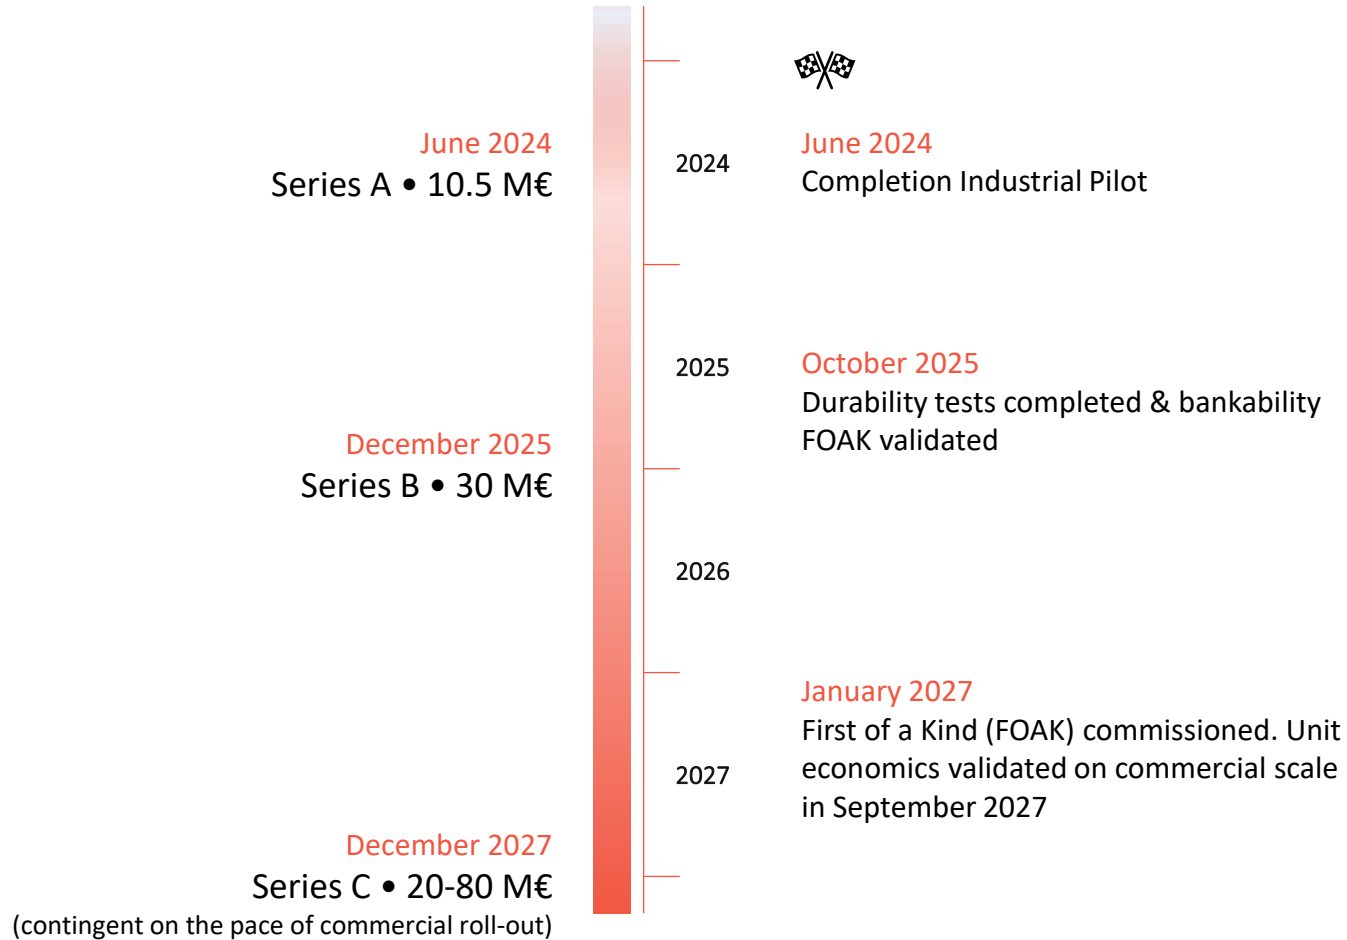 June 2024
Series A • 10.5 M€
December 2025
Series B • 30 M€
December 2027
Series C • 20-80 M€
(contingent on the pace of commercial roll-out)
2024
2025
2026
2027
June 2024
Completion Industrial Pilot
October 2025
Durability tests completed & bankability
FOAK validated
January 2027
First of a Kind (FOAK) commissioned. Unit
economics validated on commercial scale
in September 2027